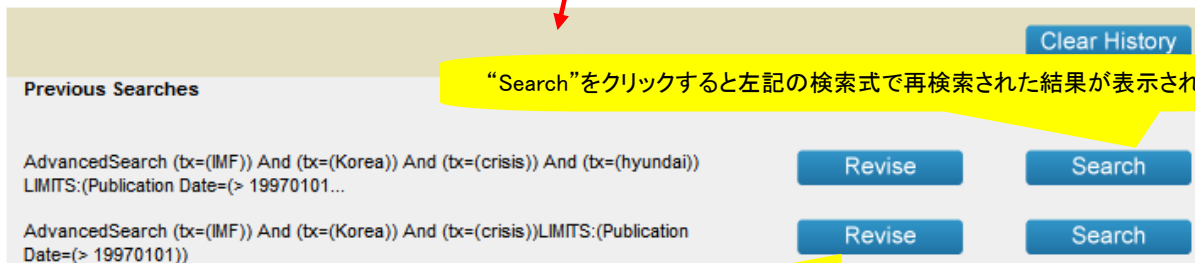 Clear History
“Search”をクリックすると左記の検索式で再検索された結果が表示され
Previous Searches
AdvancedSearch (tx=(IMF)) And (tx=(Korea)) And (tx=(crisis)) And (tx=(hyundai))
LIMITS:(Publication Date=(> 19970101...
Revise
Search
AdvancedSearch (tx=(IMF)) And (tx=(Korea)) And (tx=(crisis))LIMITS:(Publication
Date=(> 19970101))
Revise
Search